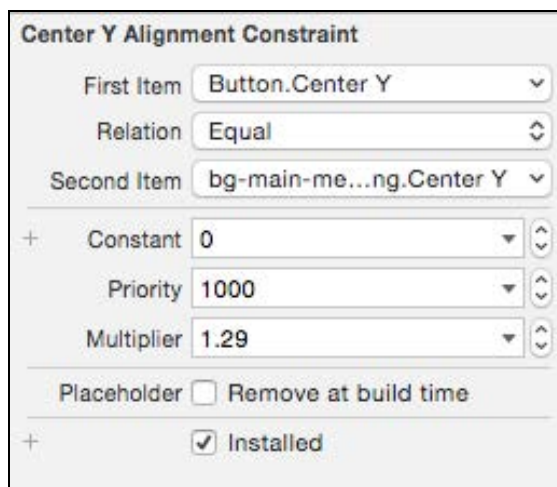 Center Y Alignment Constraint
First Item Button.Center Y
Relation Equal
Second Item bg-main-me...ng.Center Y
+ Constant 0
Priority 1000
Multiplier 1.29
Placeholder Remove at build time
+ Installed